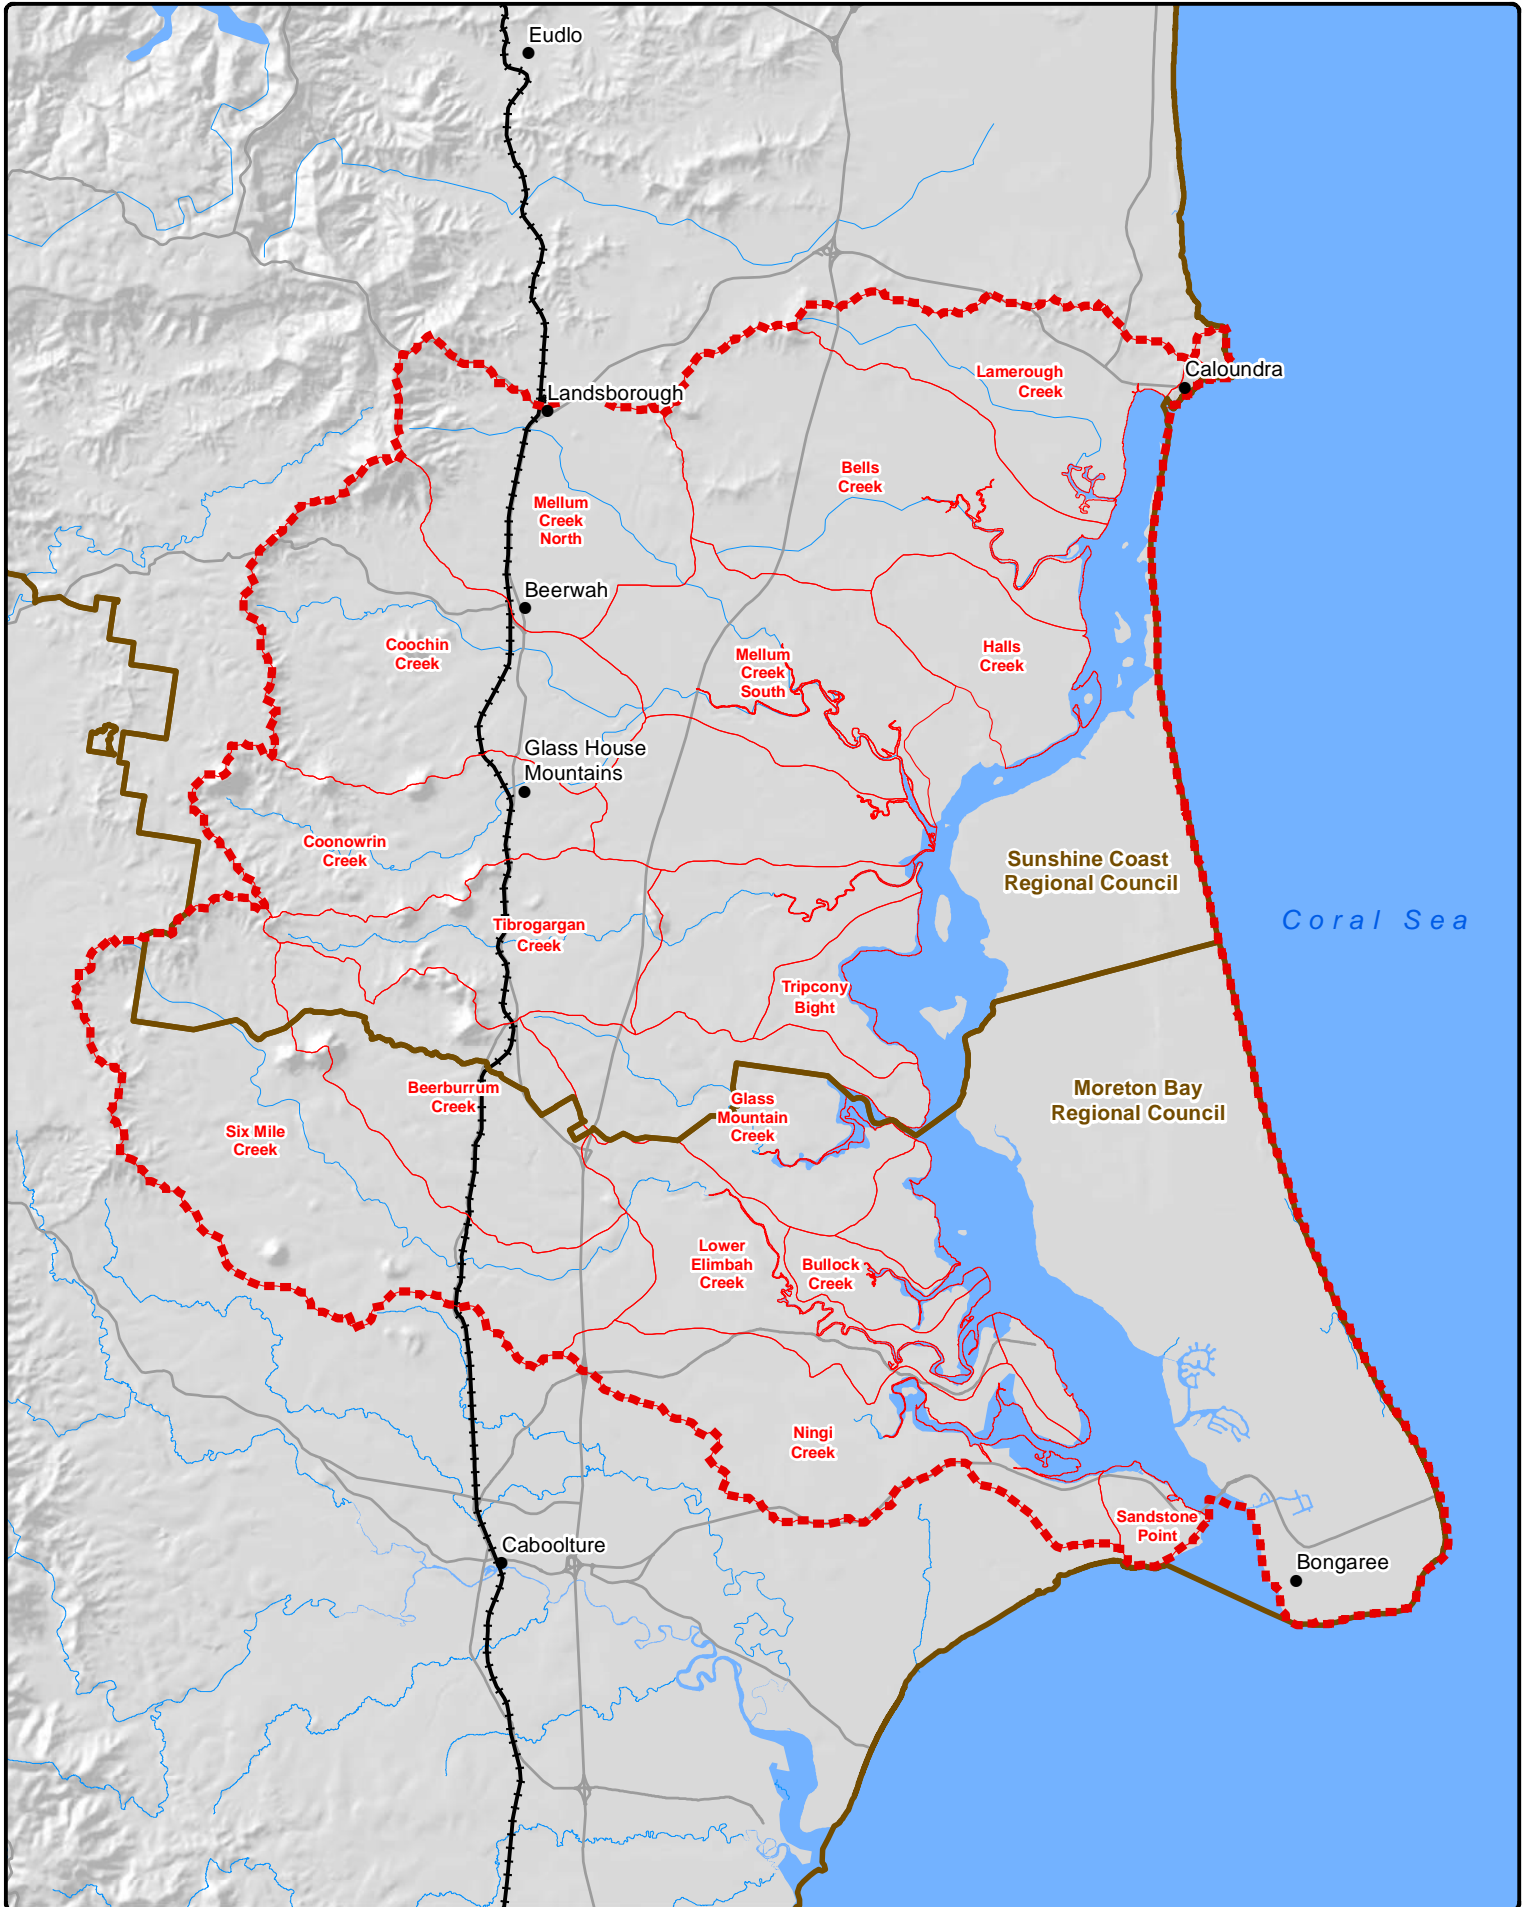 Eudlo
Lamerough
Creek
Caloundra
Landsborough
Bells
Creek
Mellum
Creek
North
Beerwah
Coochin
Creek
Mellum
Creek
South
Halls
Creek
Glass House
Mountains
Coonowrin
Creek
Sunshine Coast
Regional Council
Coral Sea
Tibrogargan
Creek
Tripcony
Bight
Beerburrum
Creek
Glass
Mountain
Creek
Moreton Bay
Regional Council
Six Mile
Creek
Lower
Elimbah
Creek
Bullock
Creek
Ningi
Creek
Sandstone
Point
Caboolture
Bongaree